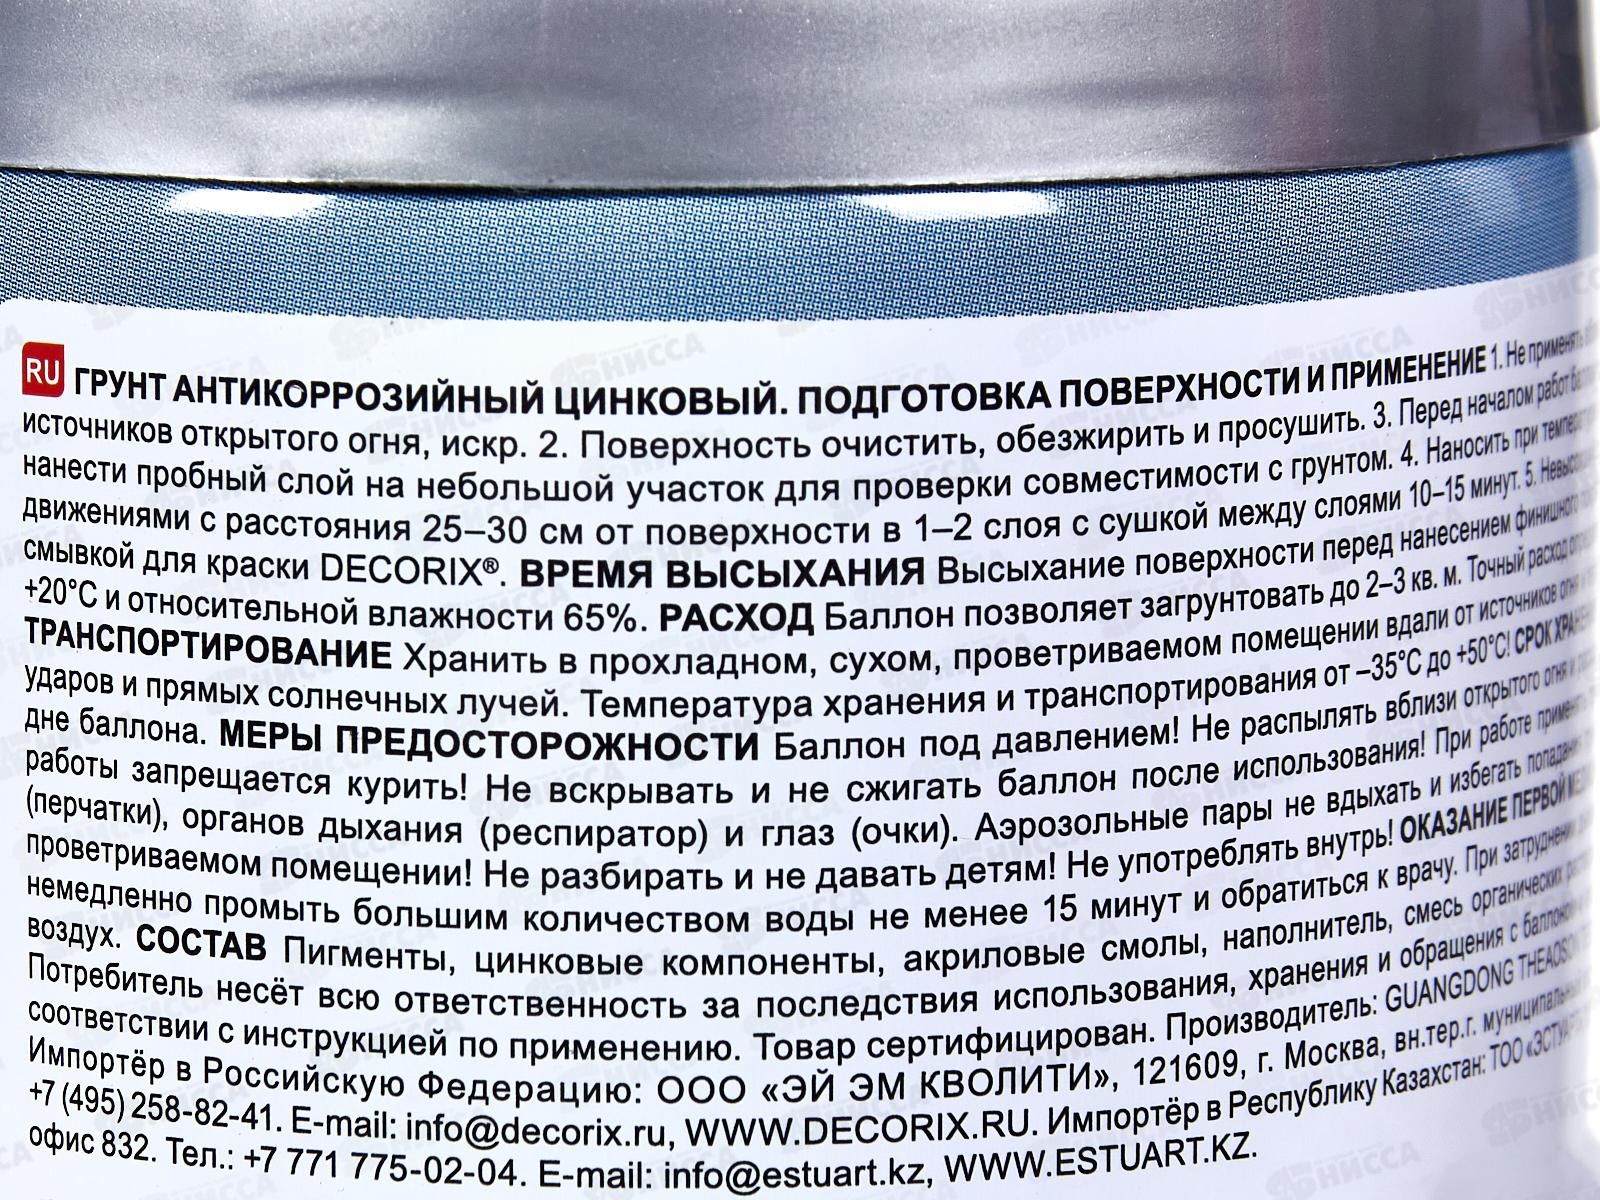 RU ГРУНТ АНТИКОРРОЗИЙНЫЙ ЦИНКОВЫЙ. ПОДГОТОВКА ПОВЕРХНОСТИ И ПРИМЕНЕНИЕ 1. Не применять
источников открытого огня, искр. 2. Поверхность очистить, обезжирить и просушить. 3. Перед началом работ
нанести пробный слой на небольшой участок для проверки совместимости с грунтом. 4. Наносить при
движениями с расстояния 25–30 см от поверхности в 1–2 слоя с сушкой между слоями 10–15 минут. 5.
смывкой для краски DECORIX®. ВРЕМЯ ВЫСЫХАНИЯ Высыхание поверхности перед нанесением финишного
+20°С и относительной влажности 65%. РАСХОД Баллон позволяет загрунтовать до 2–3 кв. м. Точный расход
ТРАНСПОРТИРОВАНИЕ Хранить в прохладном, сухом, проветриваемом помещении вдали от источников огня и
ударов и прямых солнечных лучей. Температура хранения и транспортирования от –35°С до +50°С! СРОК
дне баллона. МЕРЫ ПРЕДОСТОРОЖНОСТИ Баллон под давлением! Не распылять вблизи открытого огня и
работы запрещается курить! Не вскрывать и не сжигать баллон после использования! При работе
(перчатки), органов дыхания (респиратор) и глаз (очки). Аэрозольные пары не вдыхать и избегать
проветриваемом помещении! Не разбирать и не давать детям! Не употреблять внутрь! ОКАЗАНИЕ ПЕРВОЙ
немедленно промыть большим количеством воды не менее 15 минут и обратиться к врачу. При
воздух. СОСТАВ Пигменты, цинковые компоненты, акриловые смолы, наполнитель, смесь органических
Потребитель несёт всю ответственность за последствия использования, хранения и обращения с
соответствии с инструкцией по применению. Товар сертифицирован. Производитель: GUANGDONG
Импортёр в Российскую Федерацию: ООО «ЭЙ ЭМ КВОЛИТИ», 121609, г. Москва, вн.тер.г. муниципальный
+7 (495) 258-82-41. E-mail: info@decorix.ru, WWW.DECORIX.RU. Импортёр в Республику Казахстан: ТОО
офис 832. Тел.: +7 771 775-02-04. E-mail: info@estuart.kz, WWW.ESTUART.KZ.